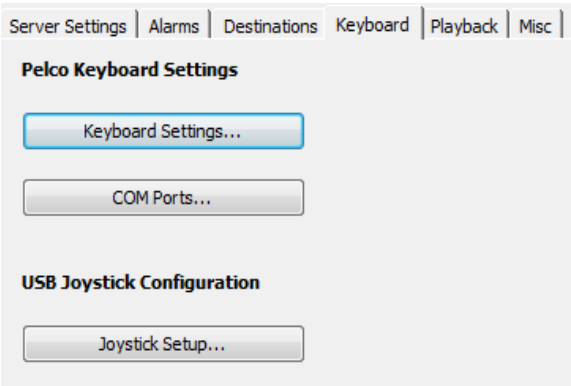 Server Settings Alarms Destinations Keyboard Playback Misc
Pelco Keyboard Settings
Keyboard Settings...
COM Ports...
USB Joystick Configuration
Joystick Setup...